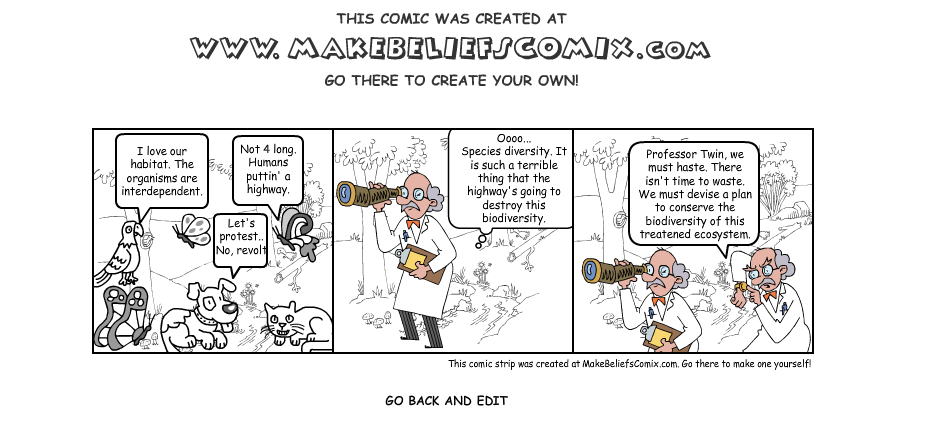 THIS COMIC WAS CREATED AT
WWW. MAKEBELIEFSCOMIX.COM
GO THERE TO CREATE YOUR OWN!
I love our
habitat. The
organisms are
interdependent.
Not 4 long.
Humans
puttin' a
highway.
Let's
protest..
No, revolt
Oooo...
Species diversity. It
is such a terrible
thing that the
highway's going to
destroy this
biodiversity.
Professor Twin, we
must haste. There
isn't time to waste.
We must devise a plan
to conserve the
biodiversity of this
treatened ecosystem.
This comic strip was created at MakeBeliefsComix.com. Go there to make one yourself!
GO BACK AND EDIT